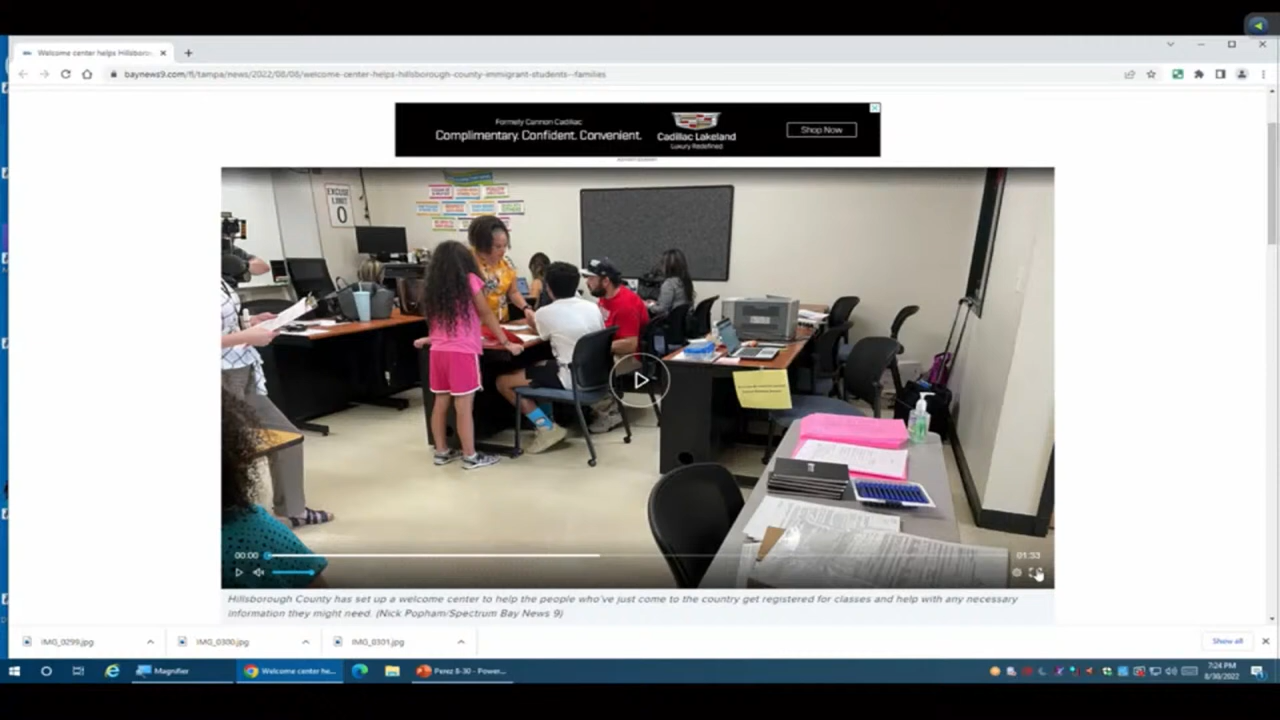 Welcome center helps Hillsboro
baynews9.com/fl/tampa/news/2022/08/08/welcome-center-helps-hillsborough-county-immigrant-students--families
Formerly Cannon Cadillac
Complimentary. Confident. Convenient.
Cadillac Lakeland
Luxury Redefined
Shop Now
ADVERTISEMENT
EXCUSE
LIMIT
0
00:00
01:33
Hillsborough County has set up a welcome center to help the people who've just come to the country get registered for classes and help with any necessary
information they might need. (Nick Popham/Spectrum Bay News 9)
IMG_0299.jpg
IMG_0300.jpg
IMG_0301.jpg
Show all
Magnifier
Welcome center he...
Perez 8-30 - Power...
7:24 PM
8/30/2022